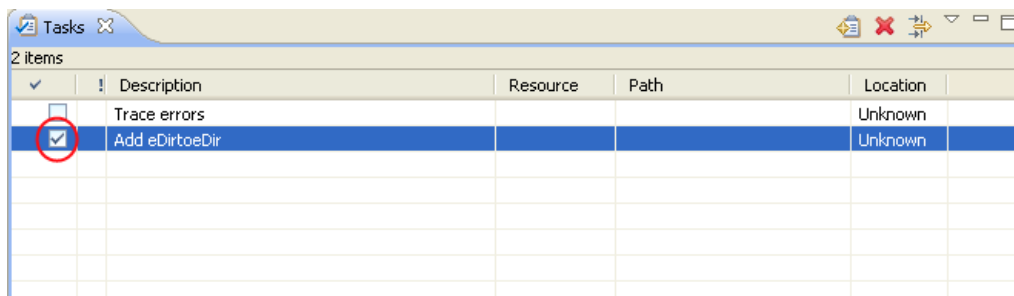 Tasks
2 items
! Description Resource Path Location
Trace errors Unknown
Add eDirtoeDir Unknown